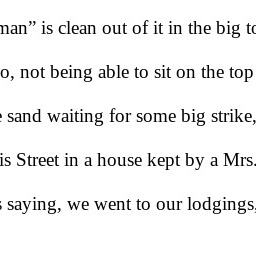 man” is clean out of it in the big to
o, not being able to sit on the top
sand waiting for some big strike,
is Street in a house kept by a Mrs.
saying, we went to our lodgings,